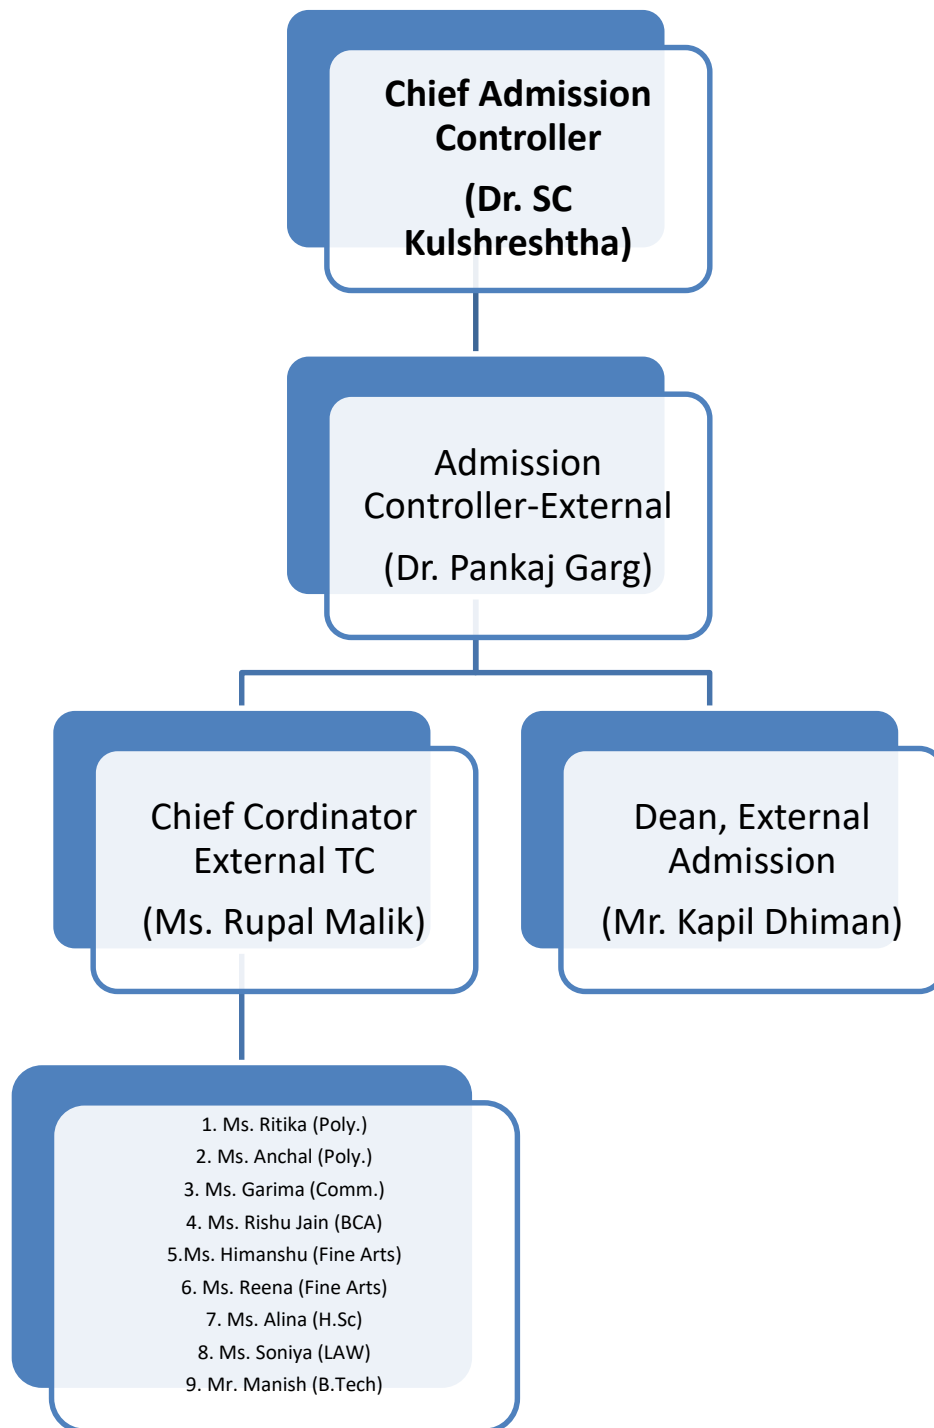 Chief Admission
Controller
(Dr. SC
Kulshreshtha)
Admission
Controller-External
(Dr. Pankaj Garg)
Chief Cordinator
External TC
(Ms. Rupal Malik)
Dean, External
Admission
(Mr. Kapil Dhiman)
1. Ms. Ritika (Poly.)
2. Ms. Anchal (Poly.)
3. Ms. Garima (Comm.)
4. Ms. Rishu Jain (BCA)
5.Ms. Himanshu (Fine Arts)
6. Ms. Reena (Fine Arts)
7. Ms. Alina (H.Sc)
8. Ms. Soniya (LAW)
9. Mr. Manish (B.Tech)